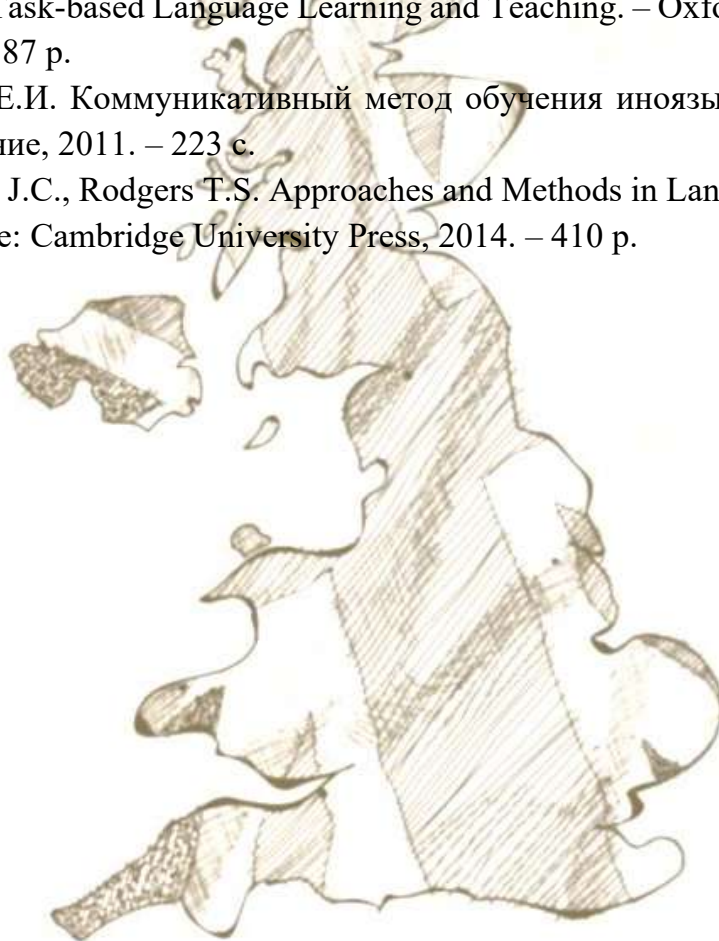 Task-based Language Learning and Teaching. – Oxfo
87 p.
Е.И. Коммуникативный метод обучения иноязы
ние, 2011. – 223 с.
J.C., Rodgers T.S. Approaches and Methods in Lan
e: Cambridge University Press, 2014. – 410 p.